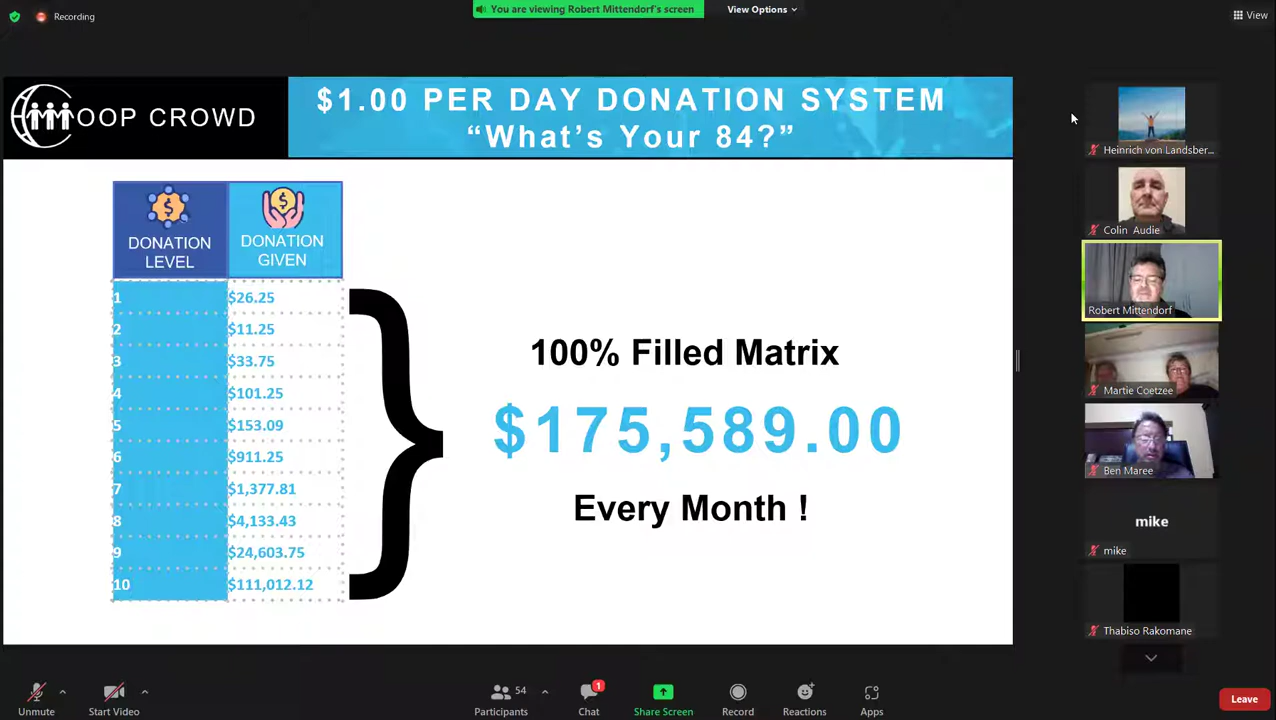 Recording
You are viewing Robert Mittendorf's screen
View Options
View
OOP CROWD
$1.00 PER DAY DONATION SYSTEM
“What’s Your 84?”
DONATION LEVEL
DONATION GIVEN
1 $26.25
2 $11.25
3 $33.75
4 $101.25
5 $153.09
6 $911.25
7 $1,377.81
8 $4,133.43
9 $24,603.75
10 $111,012.12
100% Filled Matrix
$175,589.00
Every Month !
Heinrich von Landsber...
Colin Audie
Robert Mittendorf
Martie Coetzee
Ben Maree
mike
mike
Thabiso Rakomane
Unmute
Start Video
54
Participants
1
Chat
Share Screen
Record
Reactions
Apps
Leave